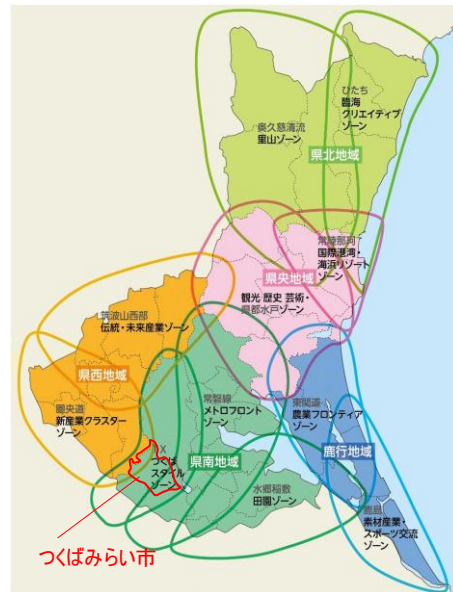 ひたち
臨海
クリエイティブ
ゾーン
奥久慈清流
里山ゾーン
県北地域
常陸那珂
国際港湾・
海浜リゾート
ゾーン
県央地域
観光 歴史 芸術・
県都水戸ゾーン
筑波山西部
伝統・未来産業ゾーン
県西地域
圏央道
新産業クラスター
ゾーン
常磐線
メトロフロント
ゾーン
東関道
農業フロンティア
ゾーン
TX
つくば
スタイル
ゾーン
県南地域
鹿行地域
水郷稲敷
田園ゾーン
鹿島
素材産業・
スポーツ交流
ゾーン
つくばみらい市